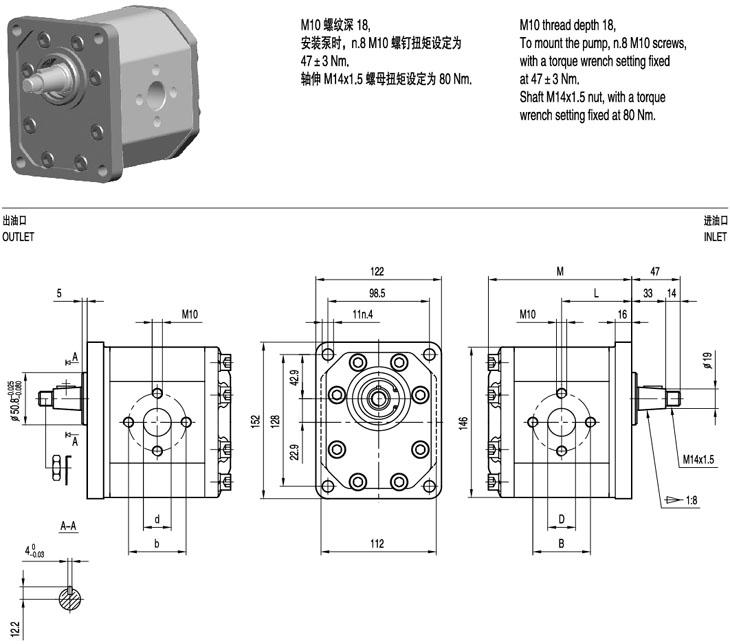 M10 螺纹深 18,
安装泵时，n.8 M10 螺钉扭矩设定为
47 ± 3 Nm.
轴伸 M14x1.5 螺母扭矩设定为 80 Nm.
M10 thread depth 18,
To mount the pump, n.8 M10 screws,
with a torque wrench setting fixed
at 47 ± 3 Nm.
Shaft M14x1.5 nut, with a torque
wrench setting fixed at 80 Nm.
出油口
OUTLET
进油口
INLET
5
M10
A
A
ø 50.8 -0.025 -0.080
d
b
A-A
4 0 -0.03
12.2
122
98.5
11n.4
152
128
42.9
22.9
112
M
47
L
33
14
M10
16
ø 19
146
M14x1.5
1:8
D
B